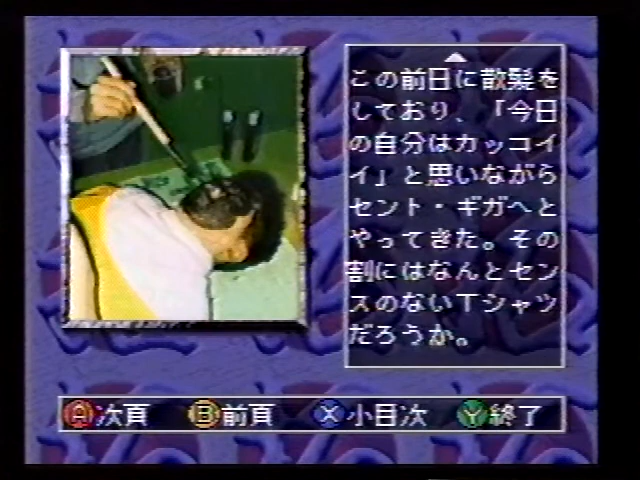 この前日に散髪を
しており、「今日
の自分はカッコイ
イ」と思いながら
セント・ギガへと
やってきた。その
割にはなんとセン
スのないTシャツ
だろうか。
A次頁 B前頁 X小目次 Y終了